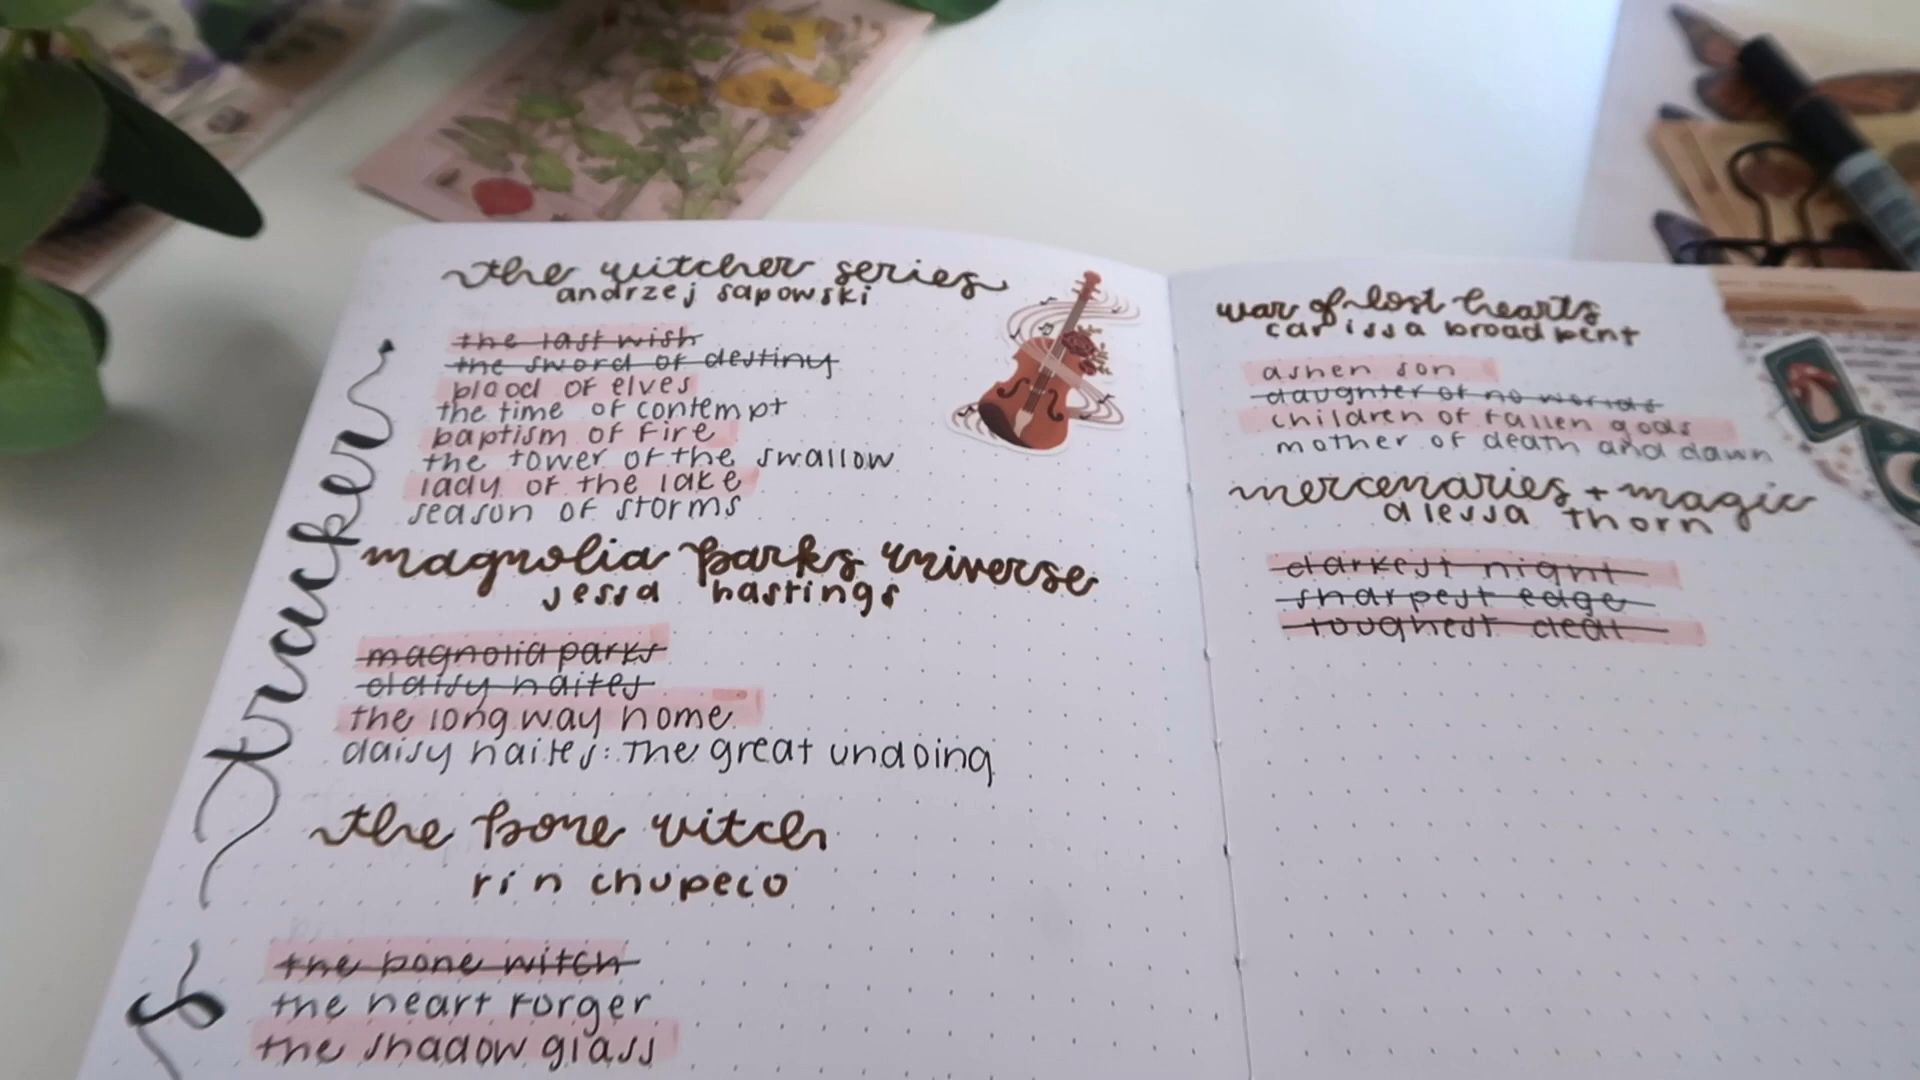 the witcher series
andrzej sapowski
the last wish
the sword of destiny
blood of elves
the time of contempt
baptism of fire
the tower of the swallow
lady of the lake
season of storms
magnolia parks universe
jessa hastings
magnolia parks
daisy haites
the long way home
daisy haites: The great undoing
the bone witch
rin chupeco
the bone witch
the heart forger
the shadow glass
tracker
war of lost hearts
carissa broadbent
ashen son
daughter of no worlds
children of fallen gods
mother of death and dawn
mercenaries + magic
alessa thorn
darkest night
sharpest edge
toughest deal